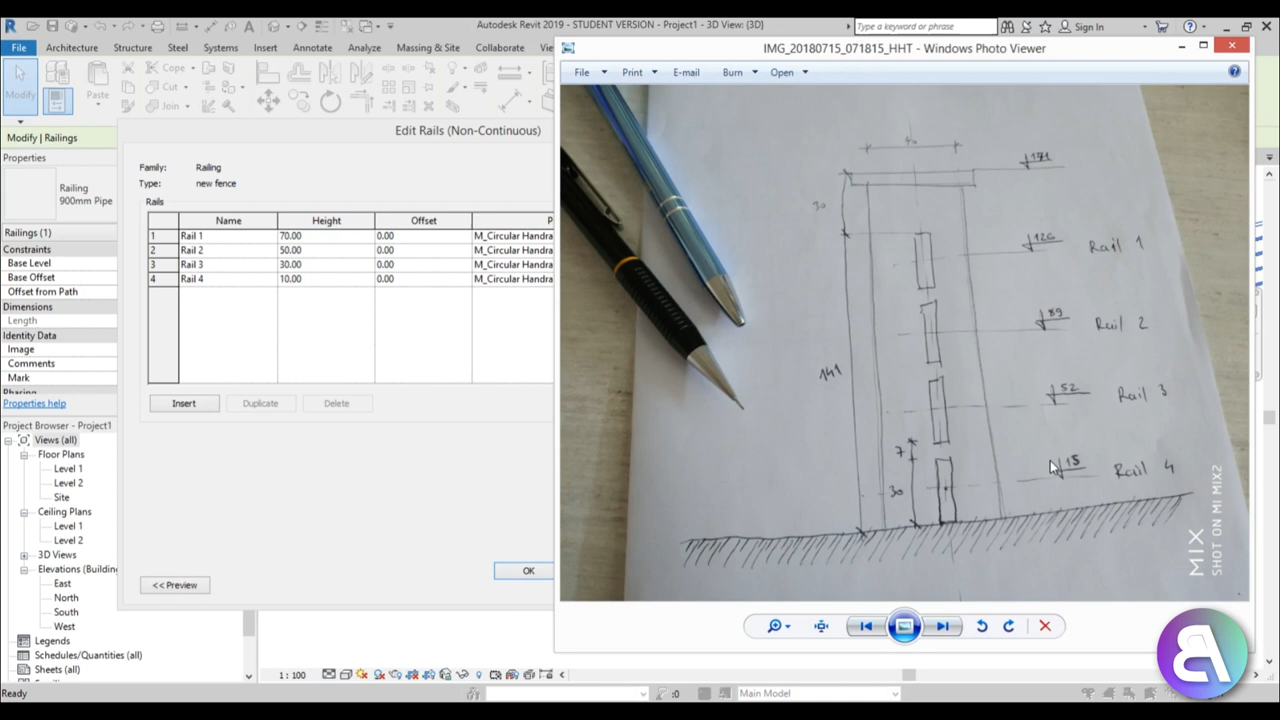 Autodesk Revit 2019 - STUDENT VERSION - Project1 - 3D View: {3D}
Type a keyword or phrase
Sign In
File Architecture Structure Steel Systems Insert Annotate Analyze Massing & Site Collaborate
Modify
Paste
Cope
Cut
Join
Modify | Railings
Properties
Railing
900mm Pipe
Railings (1)
Constraints
Base Level
Base Offset
Offset from Path
Dimensions
Length
Identity Data
Image
Comments
Mark
Phasing
Properties help
Project Browser - Project1
Views (all)
Floor Plans
Level 1
Level 2
Site
Ceiling Plans
Level 1
Level 2
3D Views
Elevations (Building
East
North
South
West
Legends
Schedules/Quantities (all)
Sheets (all)
Ready
Edit Rails (Non-Continuous)
Family: Railing
Type: new fence
Rails
Name Height Offset P
1 Rail 1 70.00 0.00 M_Circular Handra
2 Rail 2 50.00 0.00 M_Circular Handra
3 Rail 3 30.00 0.00 M_Circular Handra
4 Rail 4 10.00 0.00 M_Circular Handra
Insert Duplicate Delete
<< Preview
OK
1 : 100
:0
Main Model
IMG_20180715_071815_HHT - Windows Photo Viewer
File Print E-mail Burn Open
171
30
126 Rail 1
89 Rail 2
141
52 Rail 3
7
15 Rail 4
30
MIX
SHOT ON MI MIX2